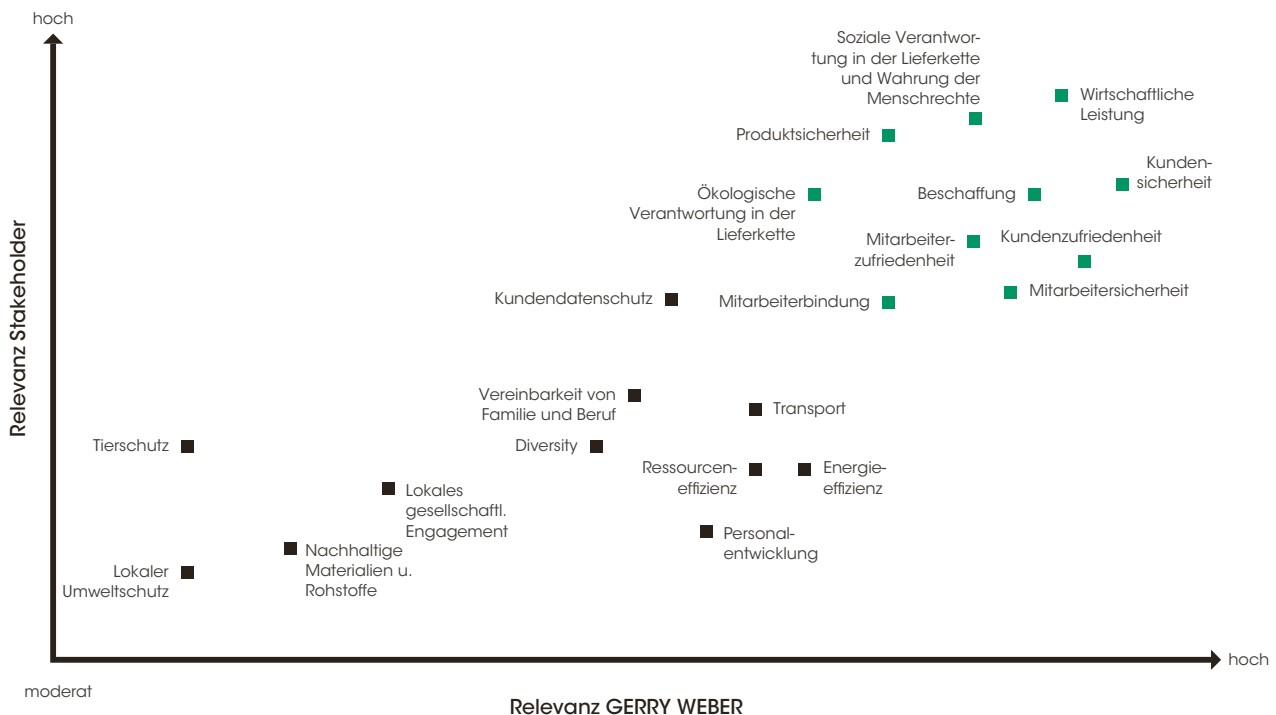 hoch
Soziale Verantwor-
tung in der Lieferkette
und Wahrung der
Menschrechte
Wirtschaftliche
Leistung
Produktsicherheit
Kunden-
sicherheit
Ökologische
Verantwortung in der
Lieferkette
Beschaffung
Mitarbeiter-
zufriedenheit
Kundenzufriedenheit
Kundendatenschutz
Mitarbeiterbindung
Mitarbeitersicherheit
Relevanz Stakeholder
Vereinbarkeit von
Familie und Beruf
Transport
Tierschutz
Diversity
Ressourcen-
effizienz
Energie-
effizienz
Lokales
gesellschaftl.
Engagement
Personal-
entwicklung
Nachhaltige
Materialien u.
Rohstoffe
Lokaler
Umweltschutz
hoch
moderat
Relevanz GERRY WEBER